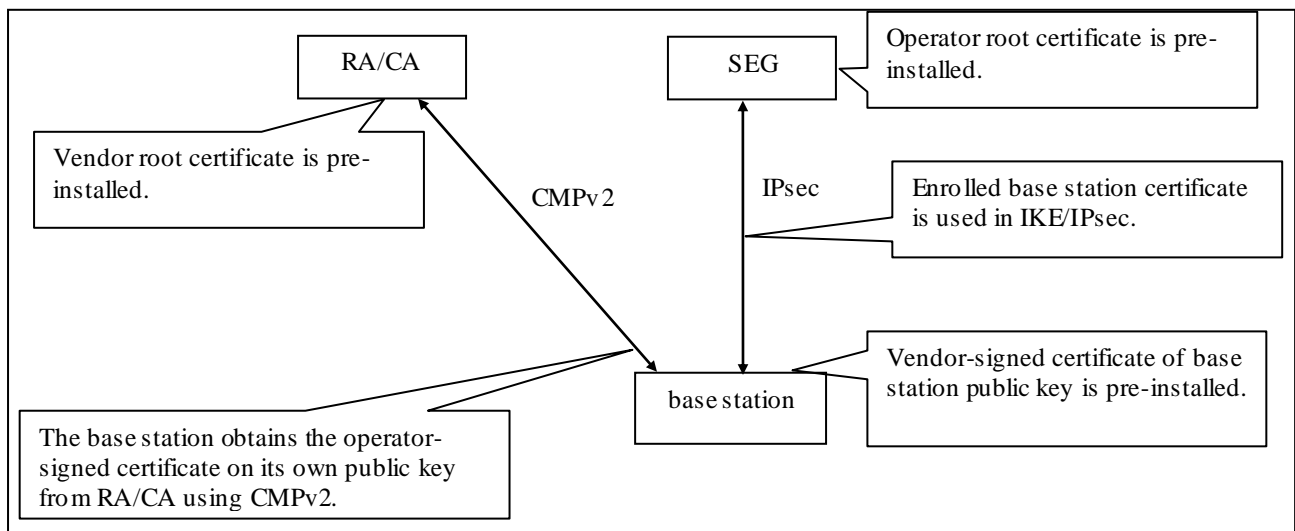 RA/CA
SEG
Operator root certificate is pre-
installed.
Vendor root certificate is pre-
installed.
CMPv2
IPsec
Enrolled base station certificate
is used in IKE/IPsec.
Vendor-signed certificate of base
station public key is pre-installed.
base station
The base station obtains the operator-
signed certificate on its own public key
from RA/CA using CMPv2.